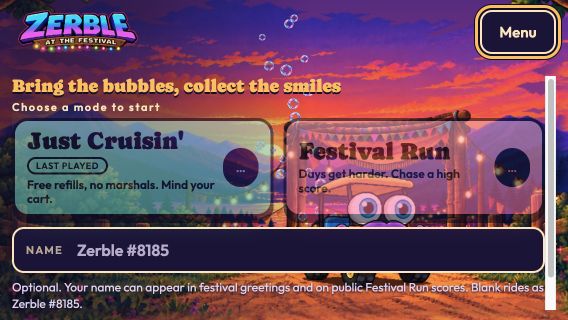 ZERBLE
AT THE FESTIVAL
Menu
Bring the bubbles, collect the smiles
Choose a mode to start
Just Cruisin'
LAST PLAYED
Free refills, no marshals. Mind your
cart.
...
Festival Run
Days get harder. Chase a high
score.
...
NAME Zerble #8185
Optional. Your name can appear in festival greetings and on public Festival Run scores. Blank rides as
Zerble #8185.